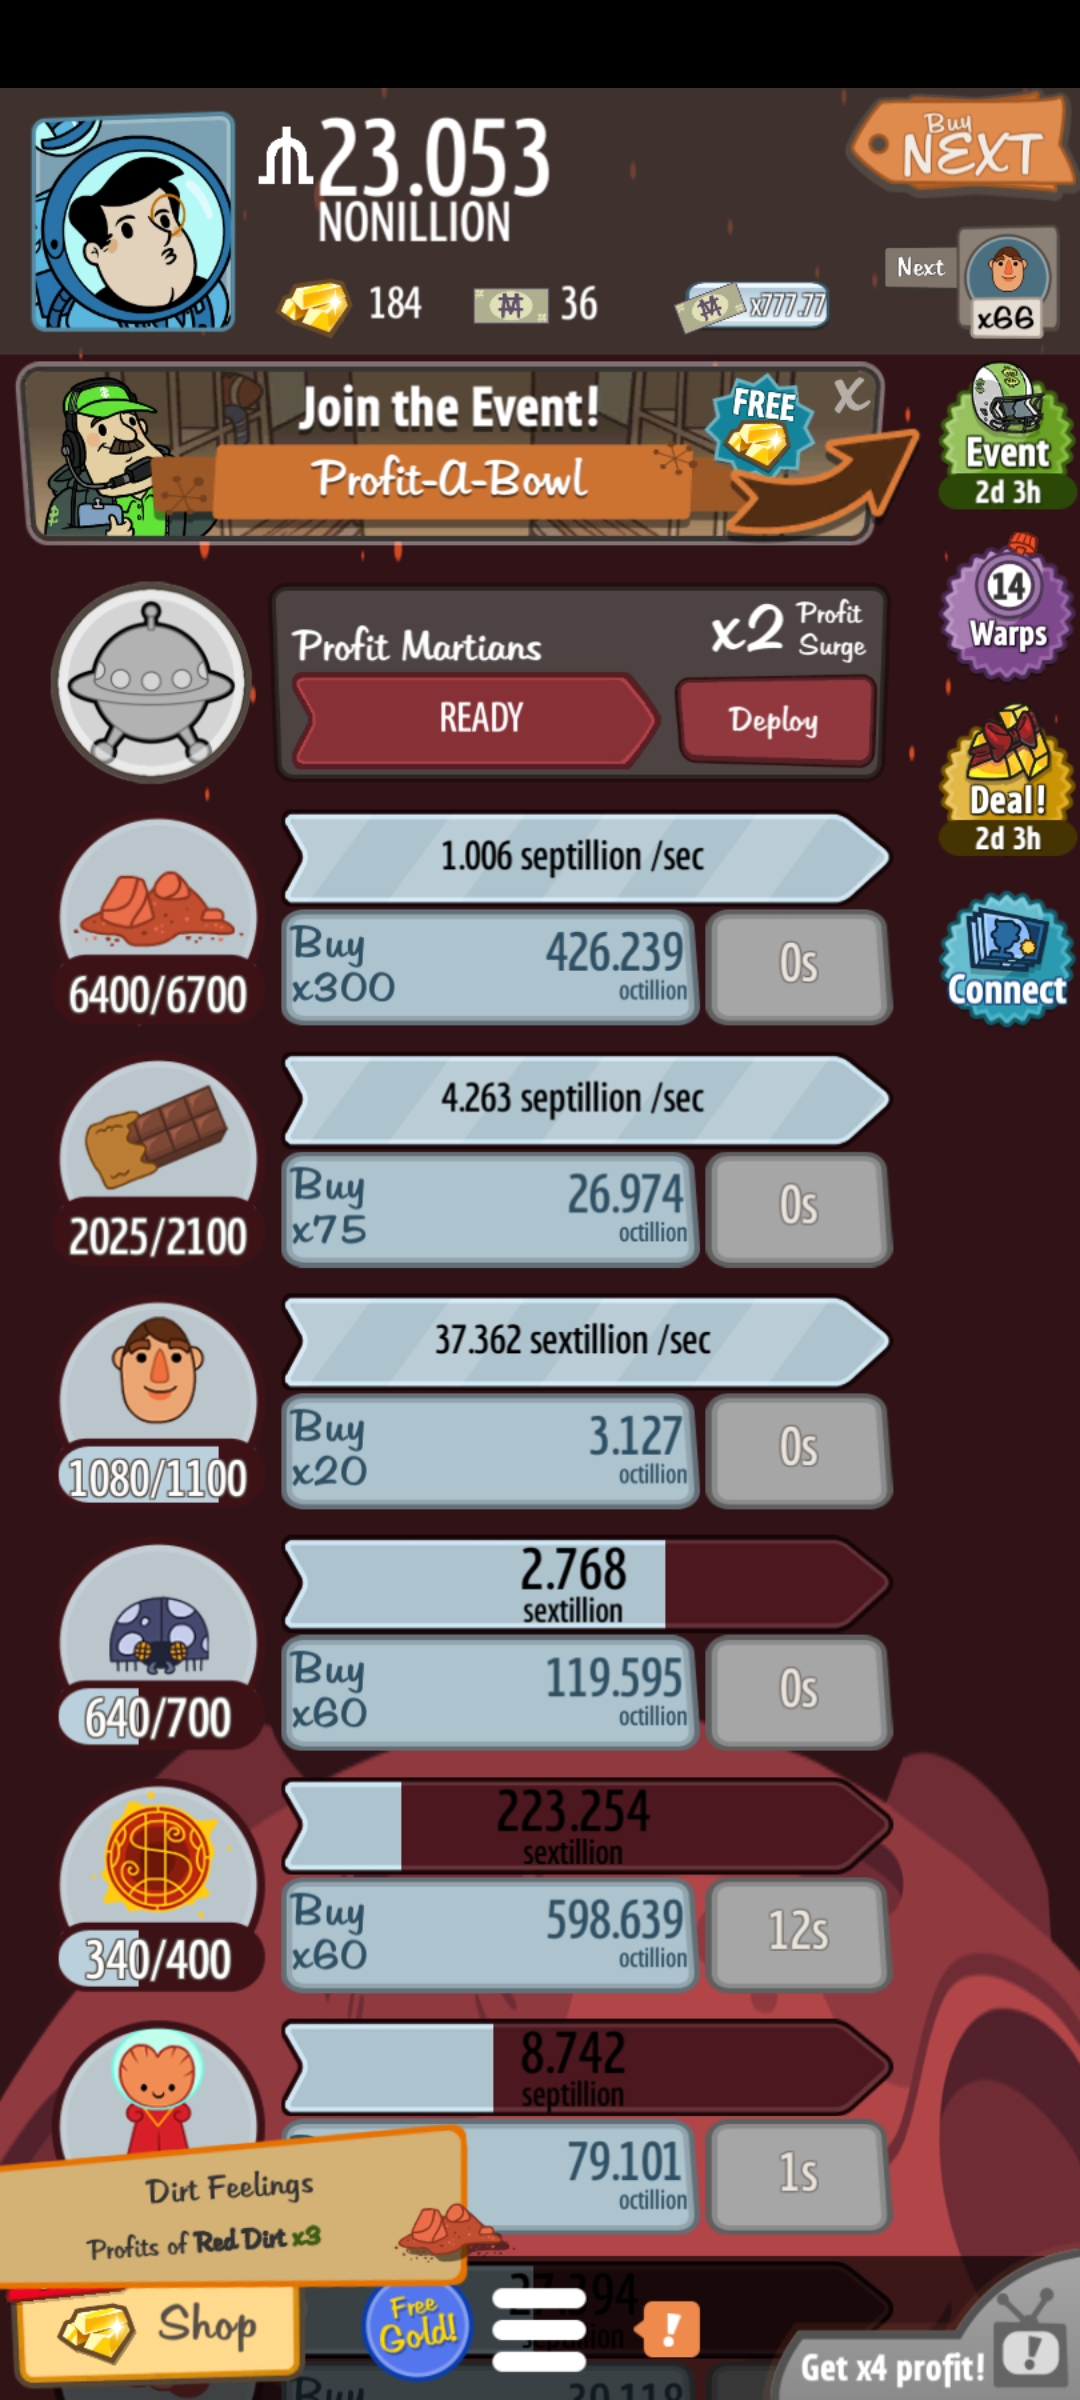 23.053
NONILLION
Buy
NEXT
184
36
x777.77
Next
x66
Join the Event!
Profit-A-Bowl
FREE
X
Event
2d 3h
14
Warps
Profit Martians
x2 Profit Surge
READY
Deploy
Deal!
2d 3h
1.006 septillion /sec
6400/6700
Buy x300
426.239
octillion
0s
Connect
4.263 septillion /sec
2025/2100
Buy x75
26.974
octillion
0s
37.362 sextillion /sec
1080/1100
Buy x20
3.127
octillion
0s
2.768
sextillion
640/700
Buy x60
119.595
octillion
0s
223.254
sextillion
340/400
Buy x60
598.639
octillion
12s
8.742
septillion
79.101
octillion
1s
Dirt Feelings
Profits of Red Dirt x3
Shop
Free Gold!
!
Get x4 profit!
!
Buy